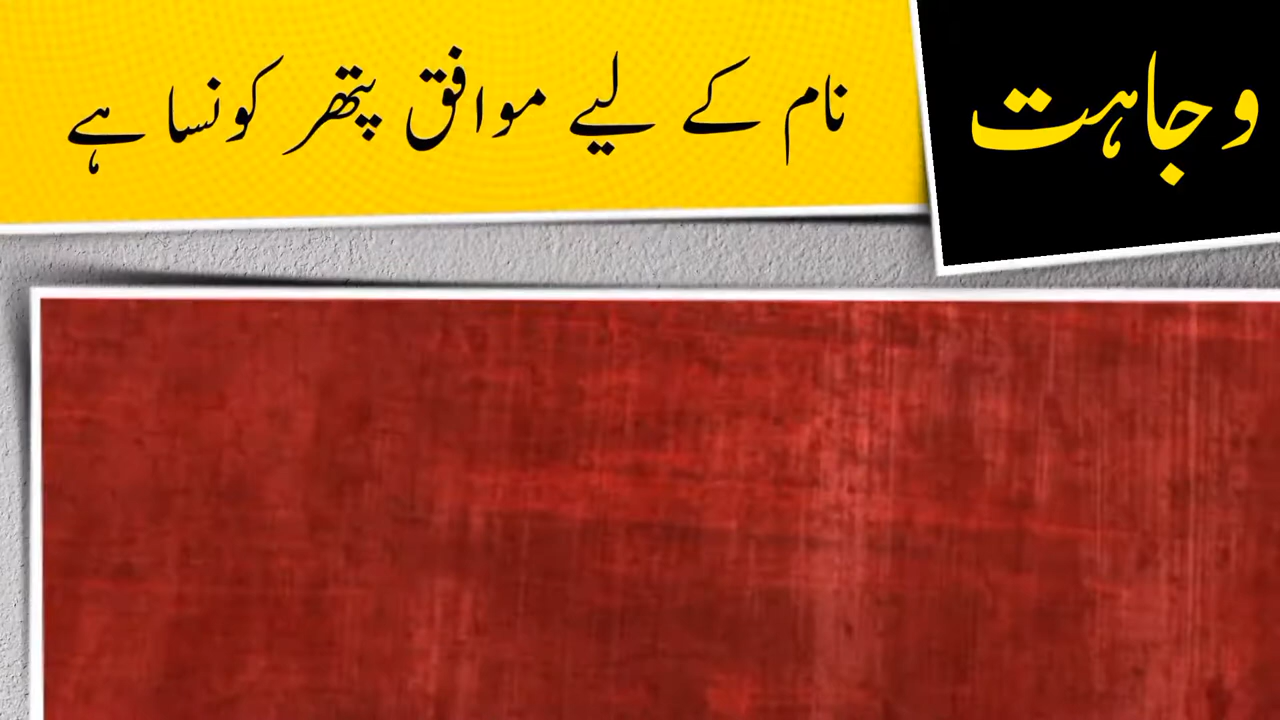 وجاہت
نام کے لیے موافق پتھر کونسا ہے